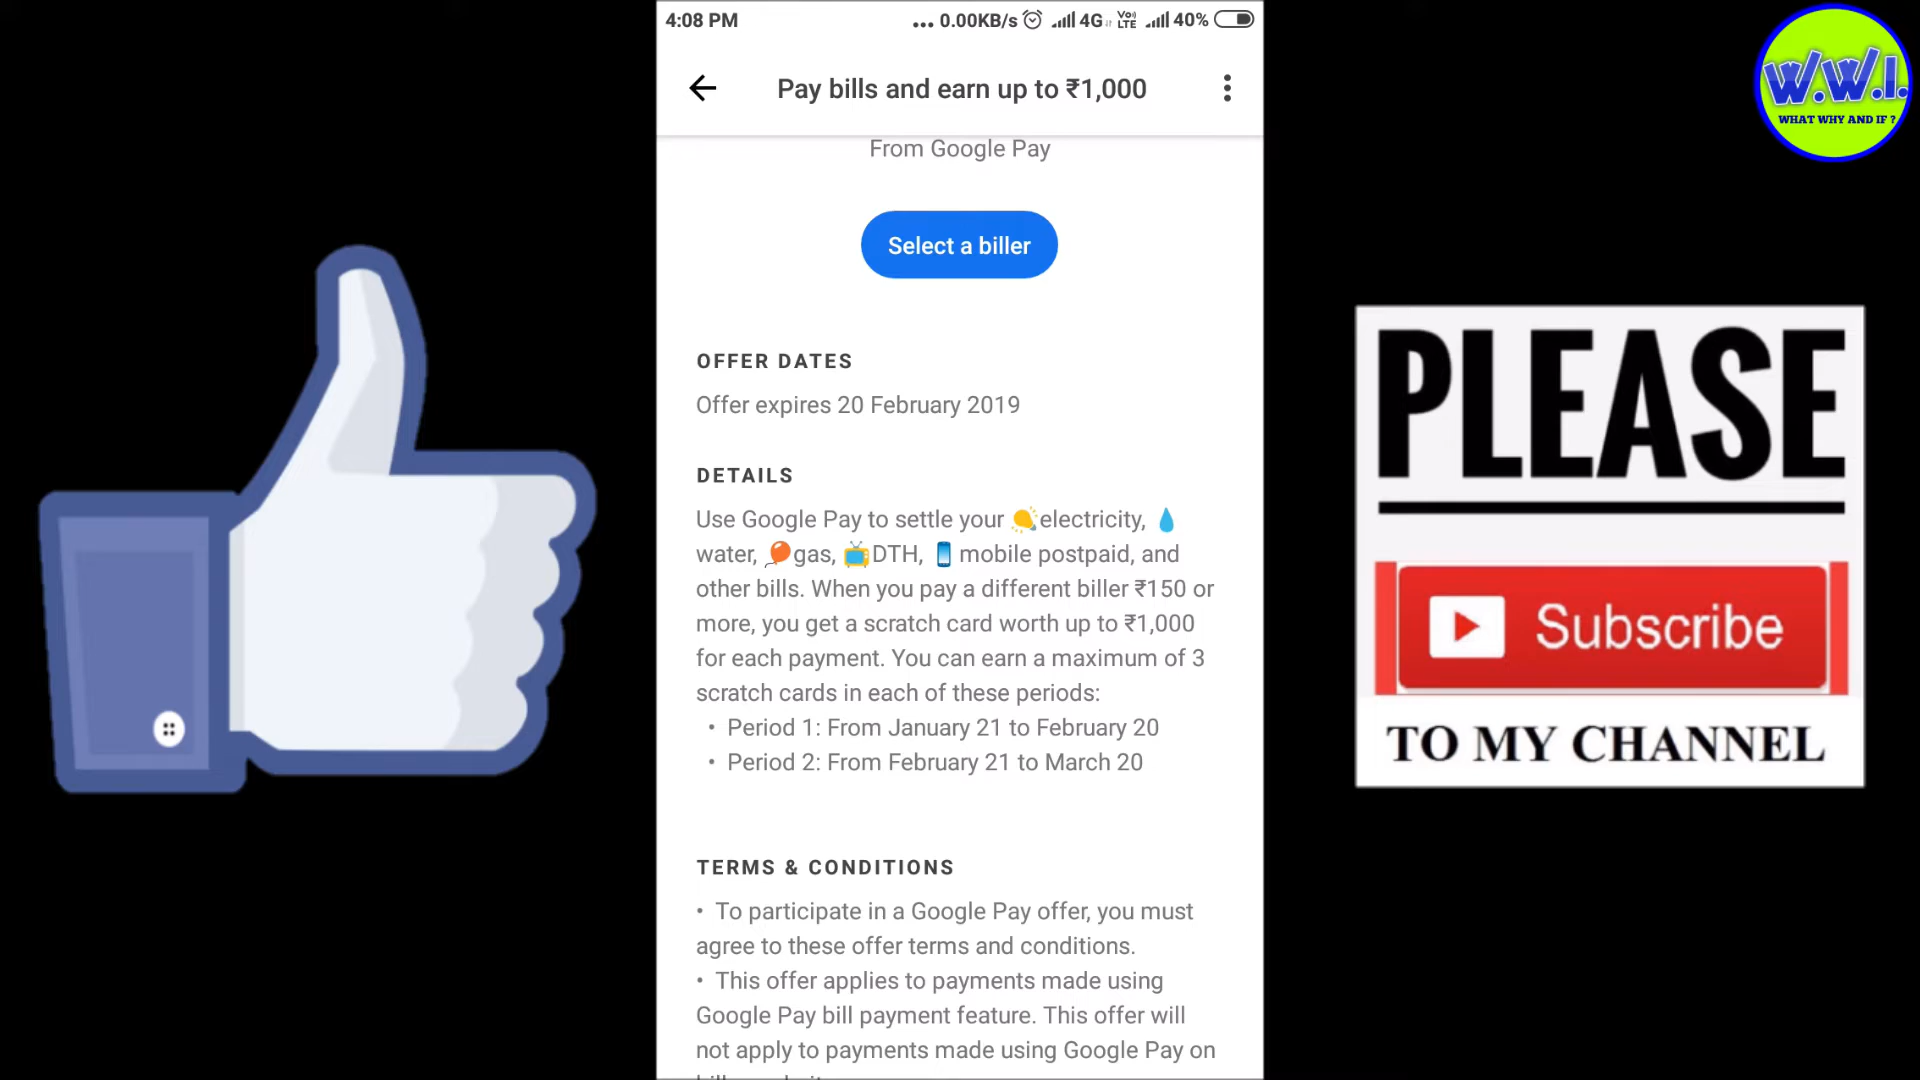 4:08 PM
... 0.00KB/s 4G VoLTE 40%
Pay bills and earn up to ₹1,000
From Google Pay
Select a biller
OFFER DATES
Offer expires 20 February 2019
DETAILS
Use Google Pay to settle your electricity,
water, gas, DTH, mobile postpaid, and
other bills. When you pay a different biller ₹150 or
more, you get a scratch card worth up to ₹1,000
for each payment. You can earn a maximum of 3
scratch cards in each of these periods:
• Period 1: From January 21 to February 20
• Period 2: From February 21 to March 20
TERMS & CONDITIONS
• To participate in a Google Pay offer, you must
agree to these offer terms and conditions.
• This offer applies to payments made using
Google Pay bill payment feature. This offer will
not apply to payments made using Google Pay on
W.W.I.
WHAT WHY AND IF ?
PLEASE
Subscribe
TO MY CHANNEL